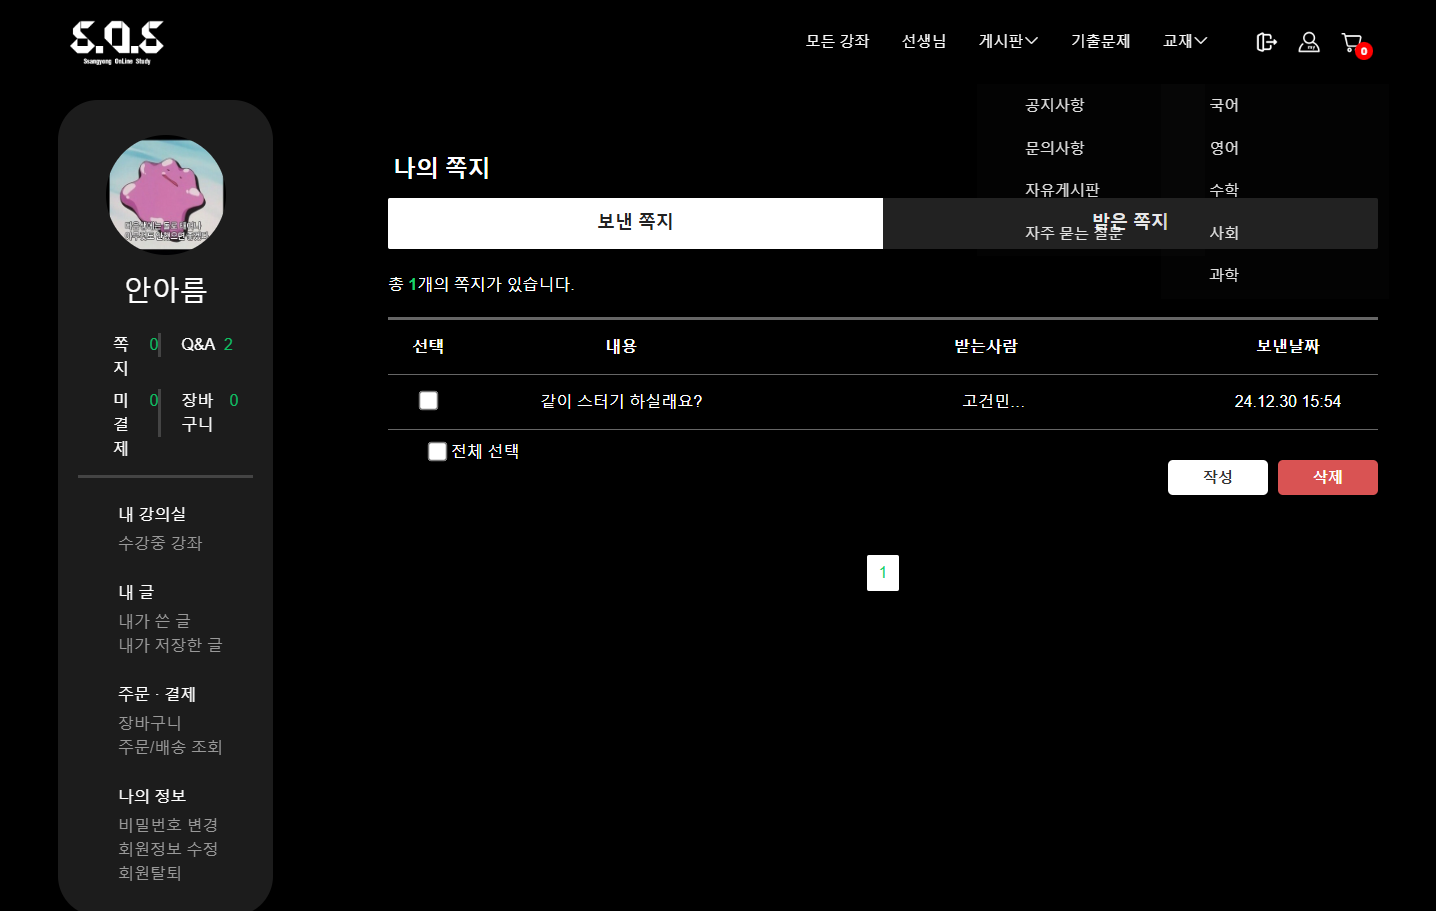 S.O.S
Ssangyong OnLine Study
모든 강좌
선생님
게시판
기출문제
교재
my
0
공지사항
문의사항
자유게시판
자주 묻는 질문
국어
영어
수학
사회
과학
안아름
쪽지 0
Q&A 2
미결제 0
장바구니 0
내 강의실
수강중 강좌
내 글
내가 쓴 글
내가 저장한 글
주문 · 결제
장바구니
주문/배송 조회
나의 정보
비밀번호 변경
회원정보 수정
회원탈퇴
나의 쪽지
보낸 쪽지
받은 쪽지
총 1개의 쪽지가 있습니다.
선택 내용 받는사람 보낸날짜
같이 스터기 하실래요? 고건민... 24.12.30 15:54
전체 선택
작성
삭제
1